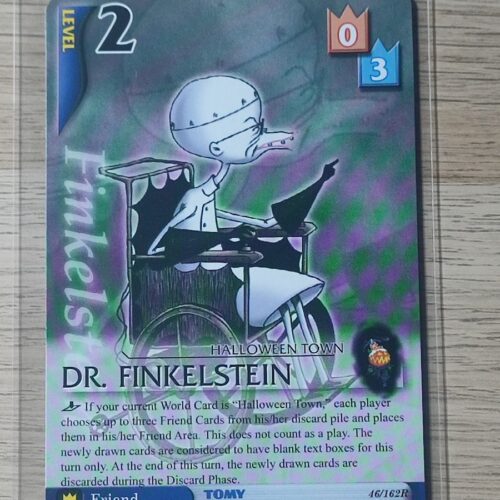 LEVEL 2
0
3
Finkelst
HALLOWEEN TOWN
DR. FINKELSTEIN
If your current World Card is “Halloween Town,” each player
chooses up to three Friend Cards from his/her discard pile and places
them in his/her Friend Area. This does not count as a play. The
newly drawn cards are considered to have blank text boxes for this
turn only. At the end of this turn, the newly drawn cards are
discarded during the Discard Phase.
Friend
TOMY
46/162R